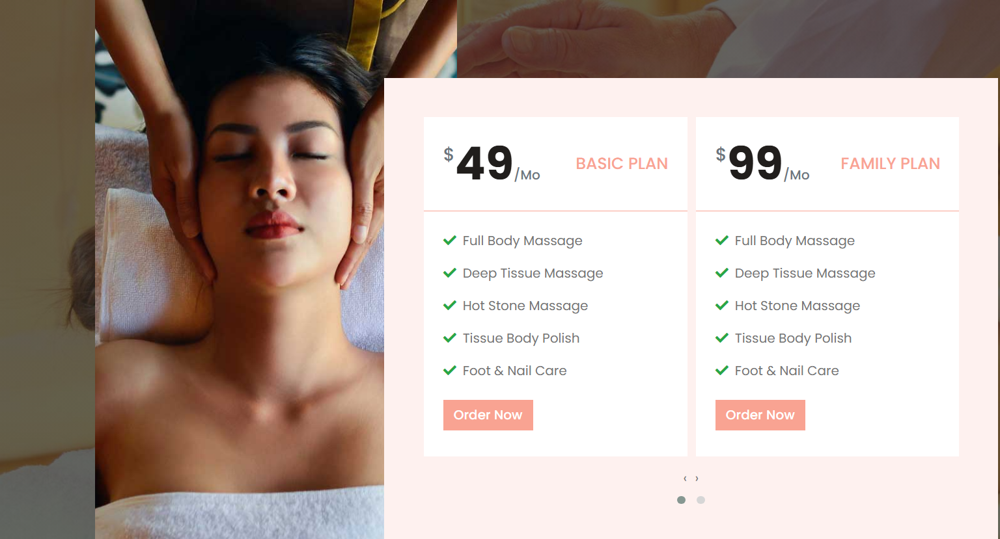 $49/Mo BASIC PLAN
Full Body Massage
Deep Tissue Massage
Hot Stone Massage
Tissue Body Polish
Foot & Nail Care
Order Now
$99/Mo FAMILY PLAN
Full Body Massage
Deep Tissue Massage
Hot Stone Massage
Tissue Body Polish
Foot & Nail Care
Order Now
‹ ›